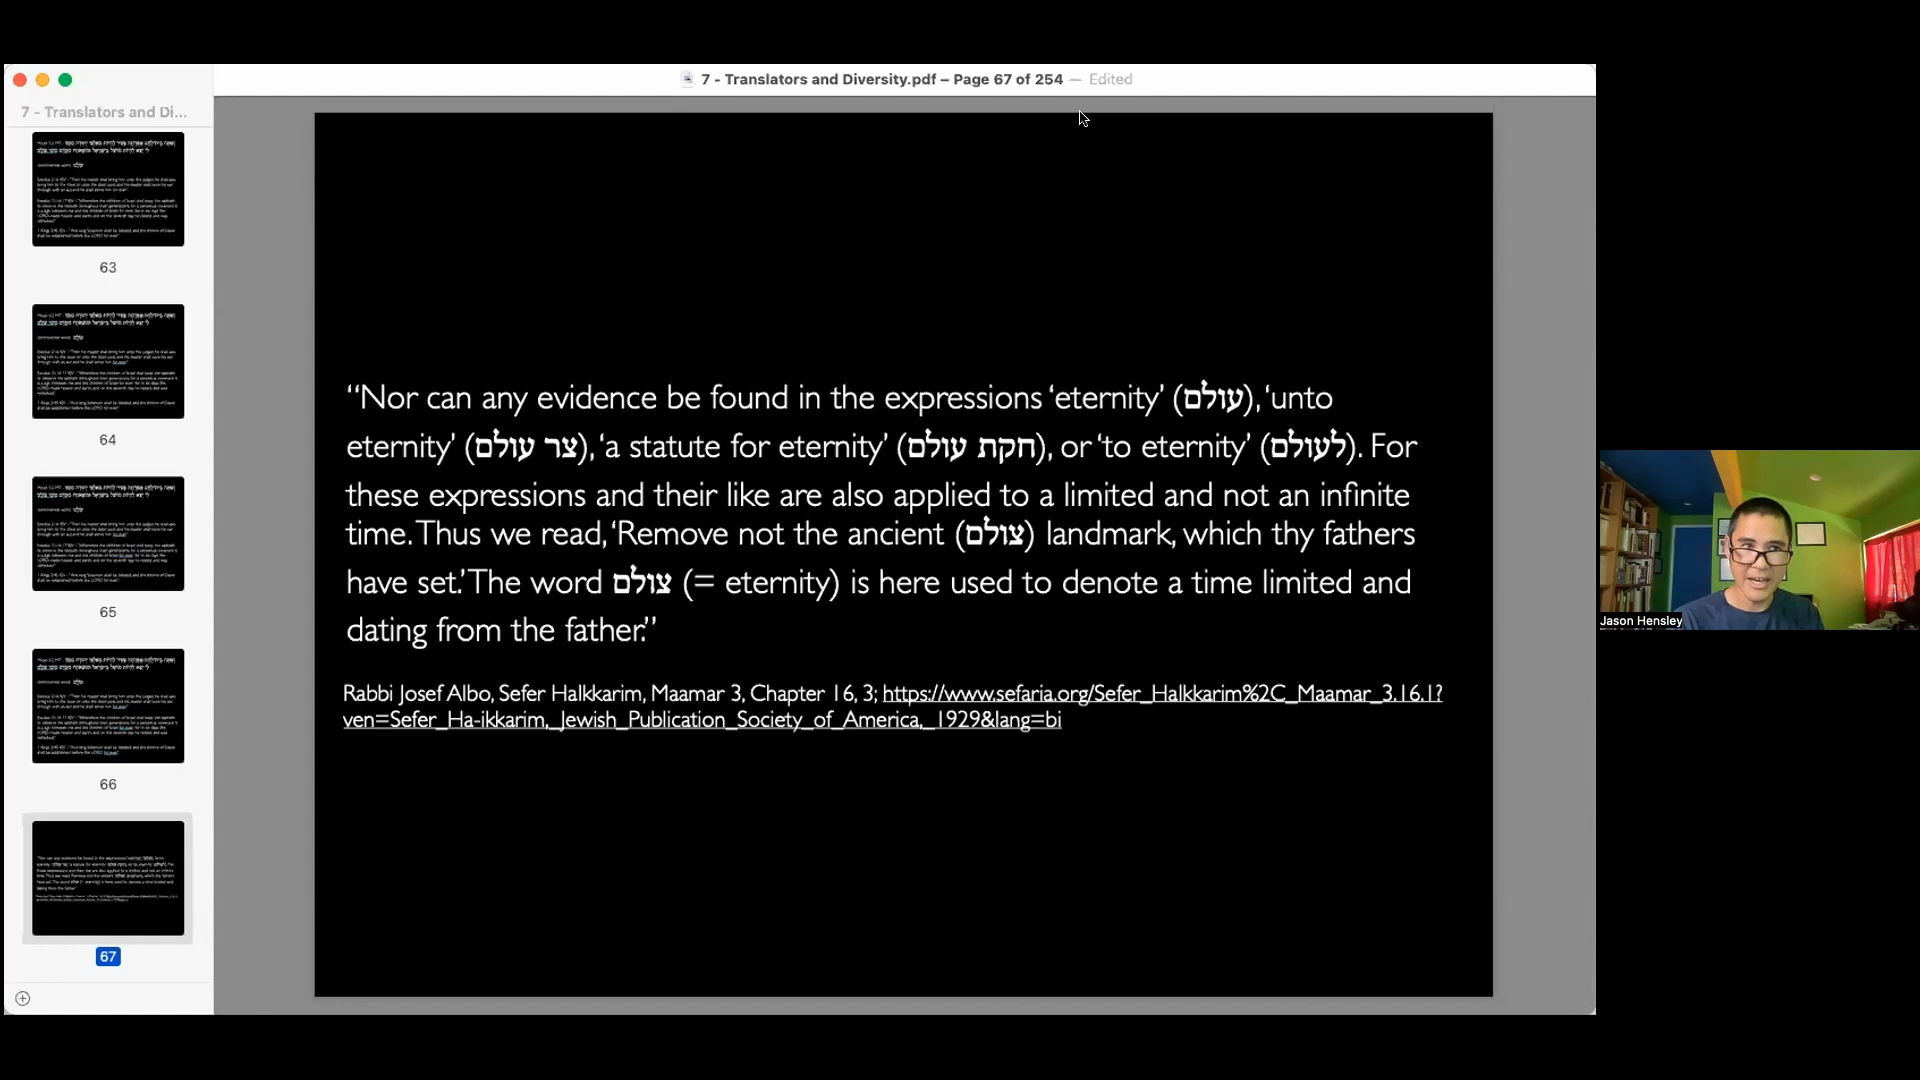 7 - Translators and Diversity.pdf – Page 67 of 254 — Edited
7 - Translators and Di...
63
64
65
66
67
“Nor can any evidence be found in the expressions ‘eternity’ (עולם), ‘unto
eternity’ (צר עולם), ‘a statute for eternity’ (חקת עולם), or ‘to eternity’ (לעולם). For
these expressions and their like are also applied to a limited and not an infinite
time. Thus we read, ‘Remove not the ancient (צולם) landmark, which thy fathers
have set.’ The word צולם (= eternity) is here used to denote a time limited and
dating from the father.”
Rabbi Josef Albo, Sefer Halkkarim, Maamar 3, Chapter 16, 3; https://www.sefaria.org/Sefer_Halkkarim%2C_Maamar_3.16.1?
ven=Sefer_Ha-ikkarim,_Jewish_Publication_Society_of_America,_1929&lang=bi
Jason Hensley